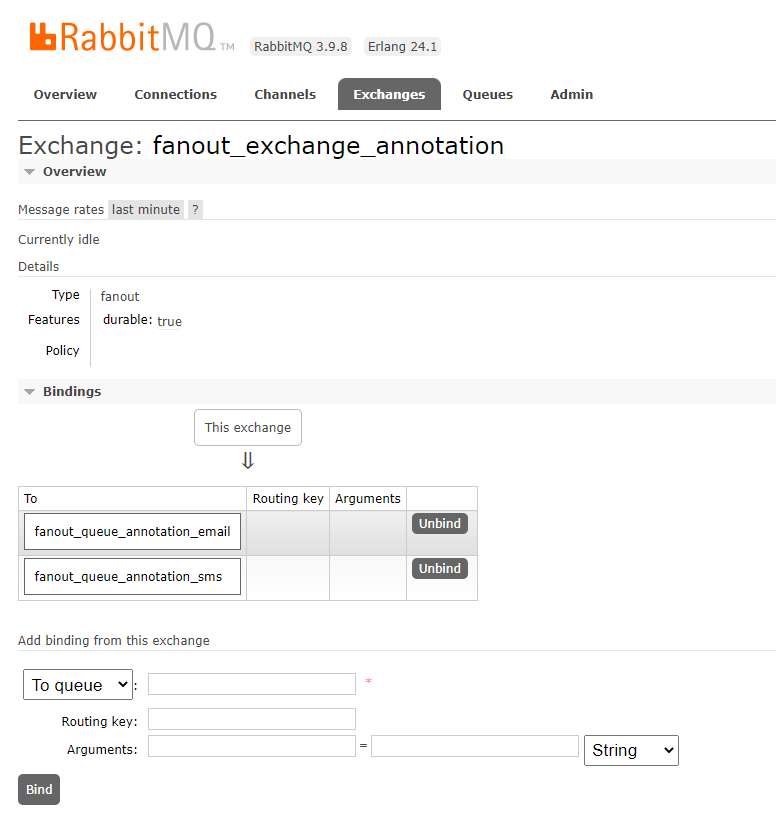 RabbitMQ TM RabbitMQ 3.9.8 Erlang 24.1
Overview Connections Channels Exchanges Queues Admin
Exchange: fanout_exchange_annotation
Overview
Message rates last minute ?
Currently idle
Details
Type fanout
Features durable: true
Policy
Bindings
This exchange
⇓
To Routing key Arguments
fanout_queue_annotation_email Unbind
fanout_queue_annotation_sms Unbind
Add binding from this exchange
To queue : *
Routing key:
Arguments: = String
Bind